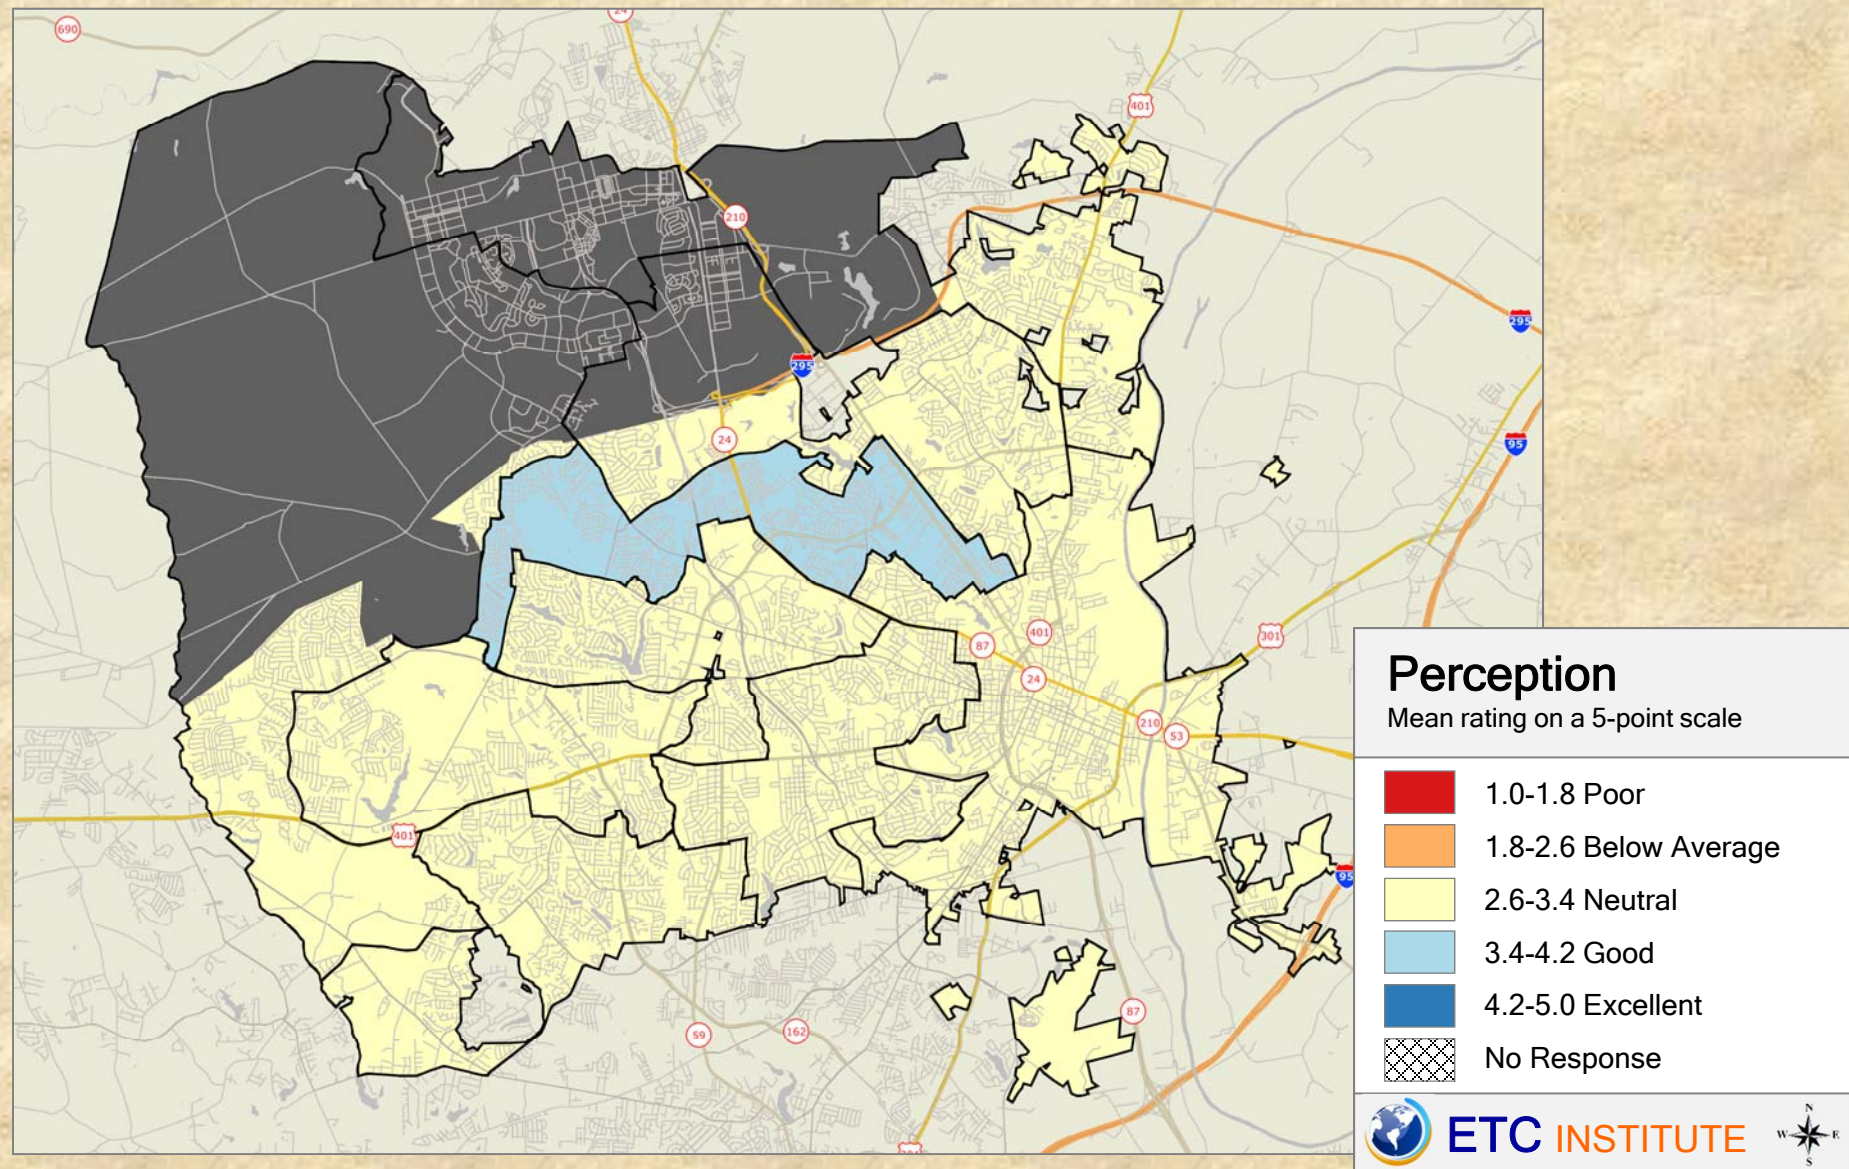 690
24
401
210
295
295
24
95
301
401
87
24
210
53
401
95
87
59
162
Perception
Mean rating on a 5-point scale
1.0-1.8 Poor
1.8-2.6 Below Average
2.6-3.4 Neutral
3.4-4.2 Good
4.2-5.0 Excellent
No Response
ETC INSTITUTE
N
W E
S